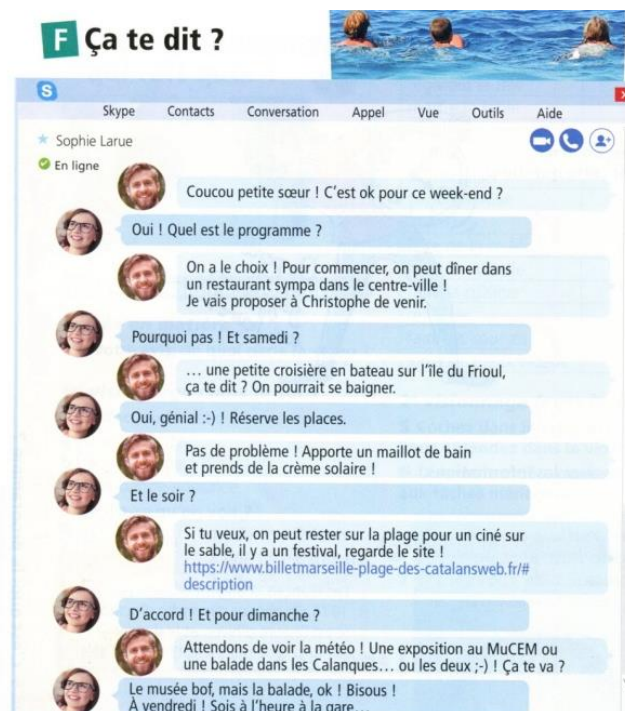 F Ça te dit ?
S
X
Skype Contacts Conversation Appel Vue Outils Aide
Sophie Larue
En ligne
Coucou petite sœur ! C'est ok pour ce week-end ?
Oui ! Quel est le programme ?
On a le choix ! Pour commencer, on peut dîner dans
un restaurant sympa dans le centre-ville !
Je vais proposer à Christophe de venir.
Pourquoi pas ! Et samedi ?
... une petite croisière en bateau sur l'île du Frioul,
ça te dit ? On pourrait se baigner.
Oui, génial :-) ! Réserve les places.
Pas de problème ! Apporte un maillot de bain
et prends de la crème solaire !
Et le soir ?
Si tu veux, on peut rester sur la plage pour un ciné sur
le sable, il y a un festival, regarde le site !
https://www.billetmarseille-plage-des-catalansweb.fr/#
description
D'accord ! Et pour dimanche ?
Attendons de voir la météo ! Une exposition au MuCEM ou
une balade dans les Calanques... ou les deux ;-) ! Ça te va ?
Le musée bof, mais la balade, ok ! Bisous !
À vendredi ! Sois à l'heure à la gare...